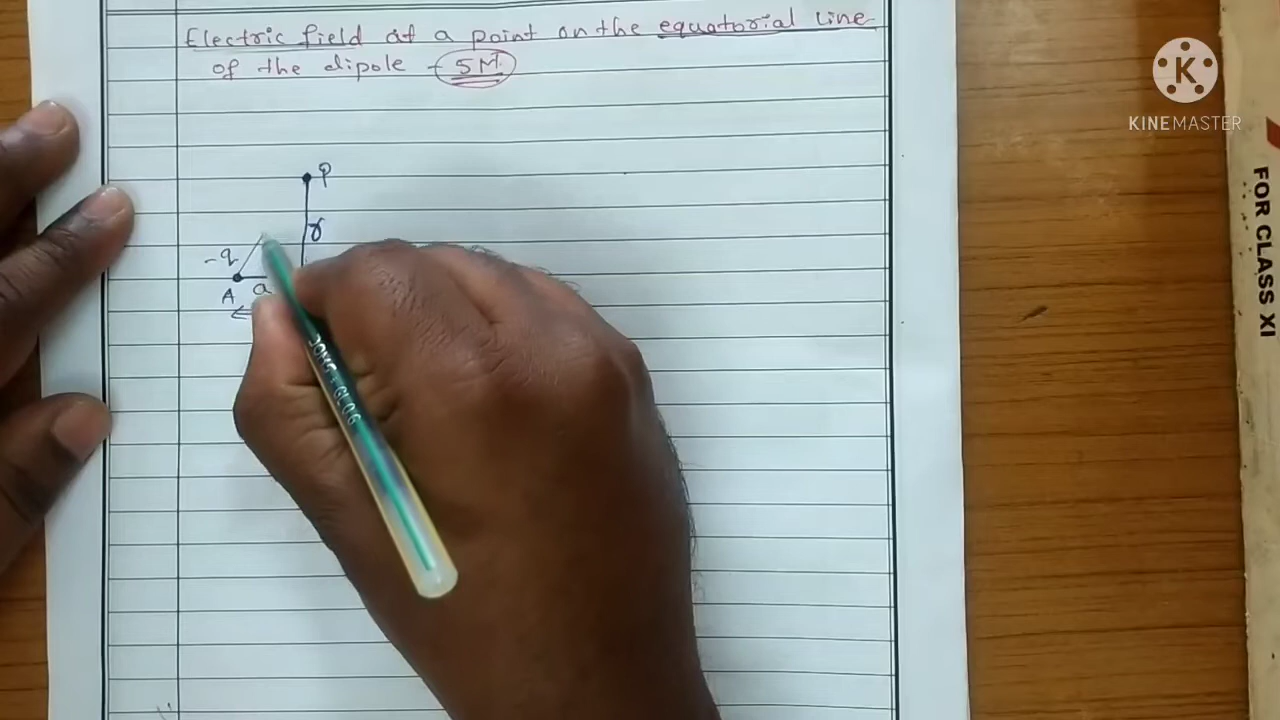 Electric field at a point on the equatorial line
of the dipole - 5M
P
r
-q
A a
K
KINEMASTER
FOR CLASS XI